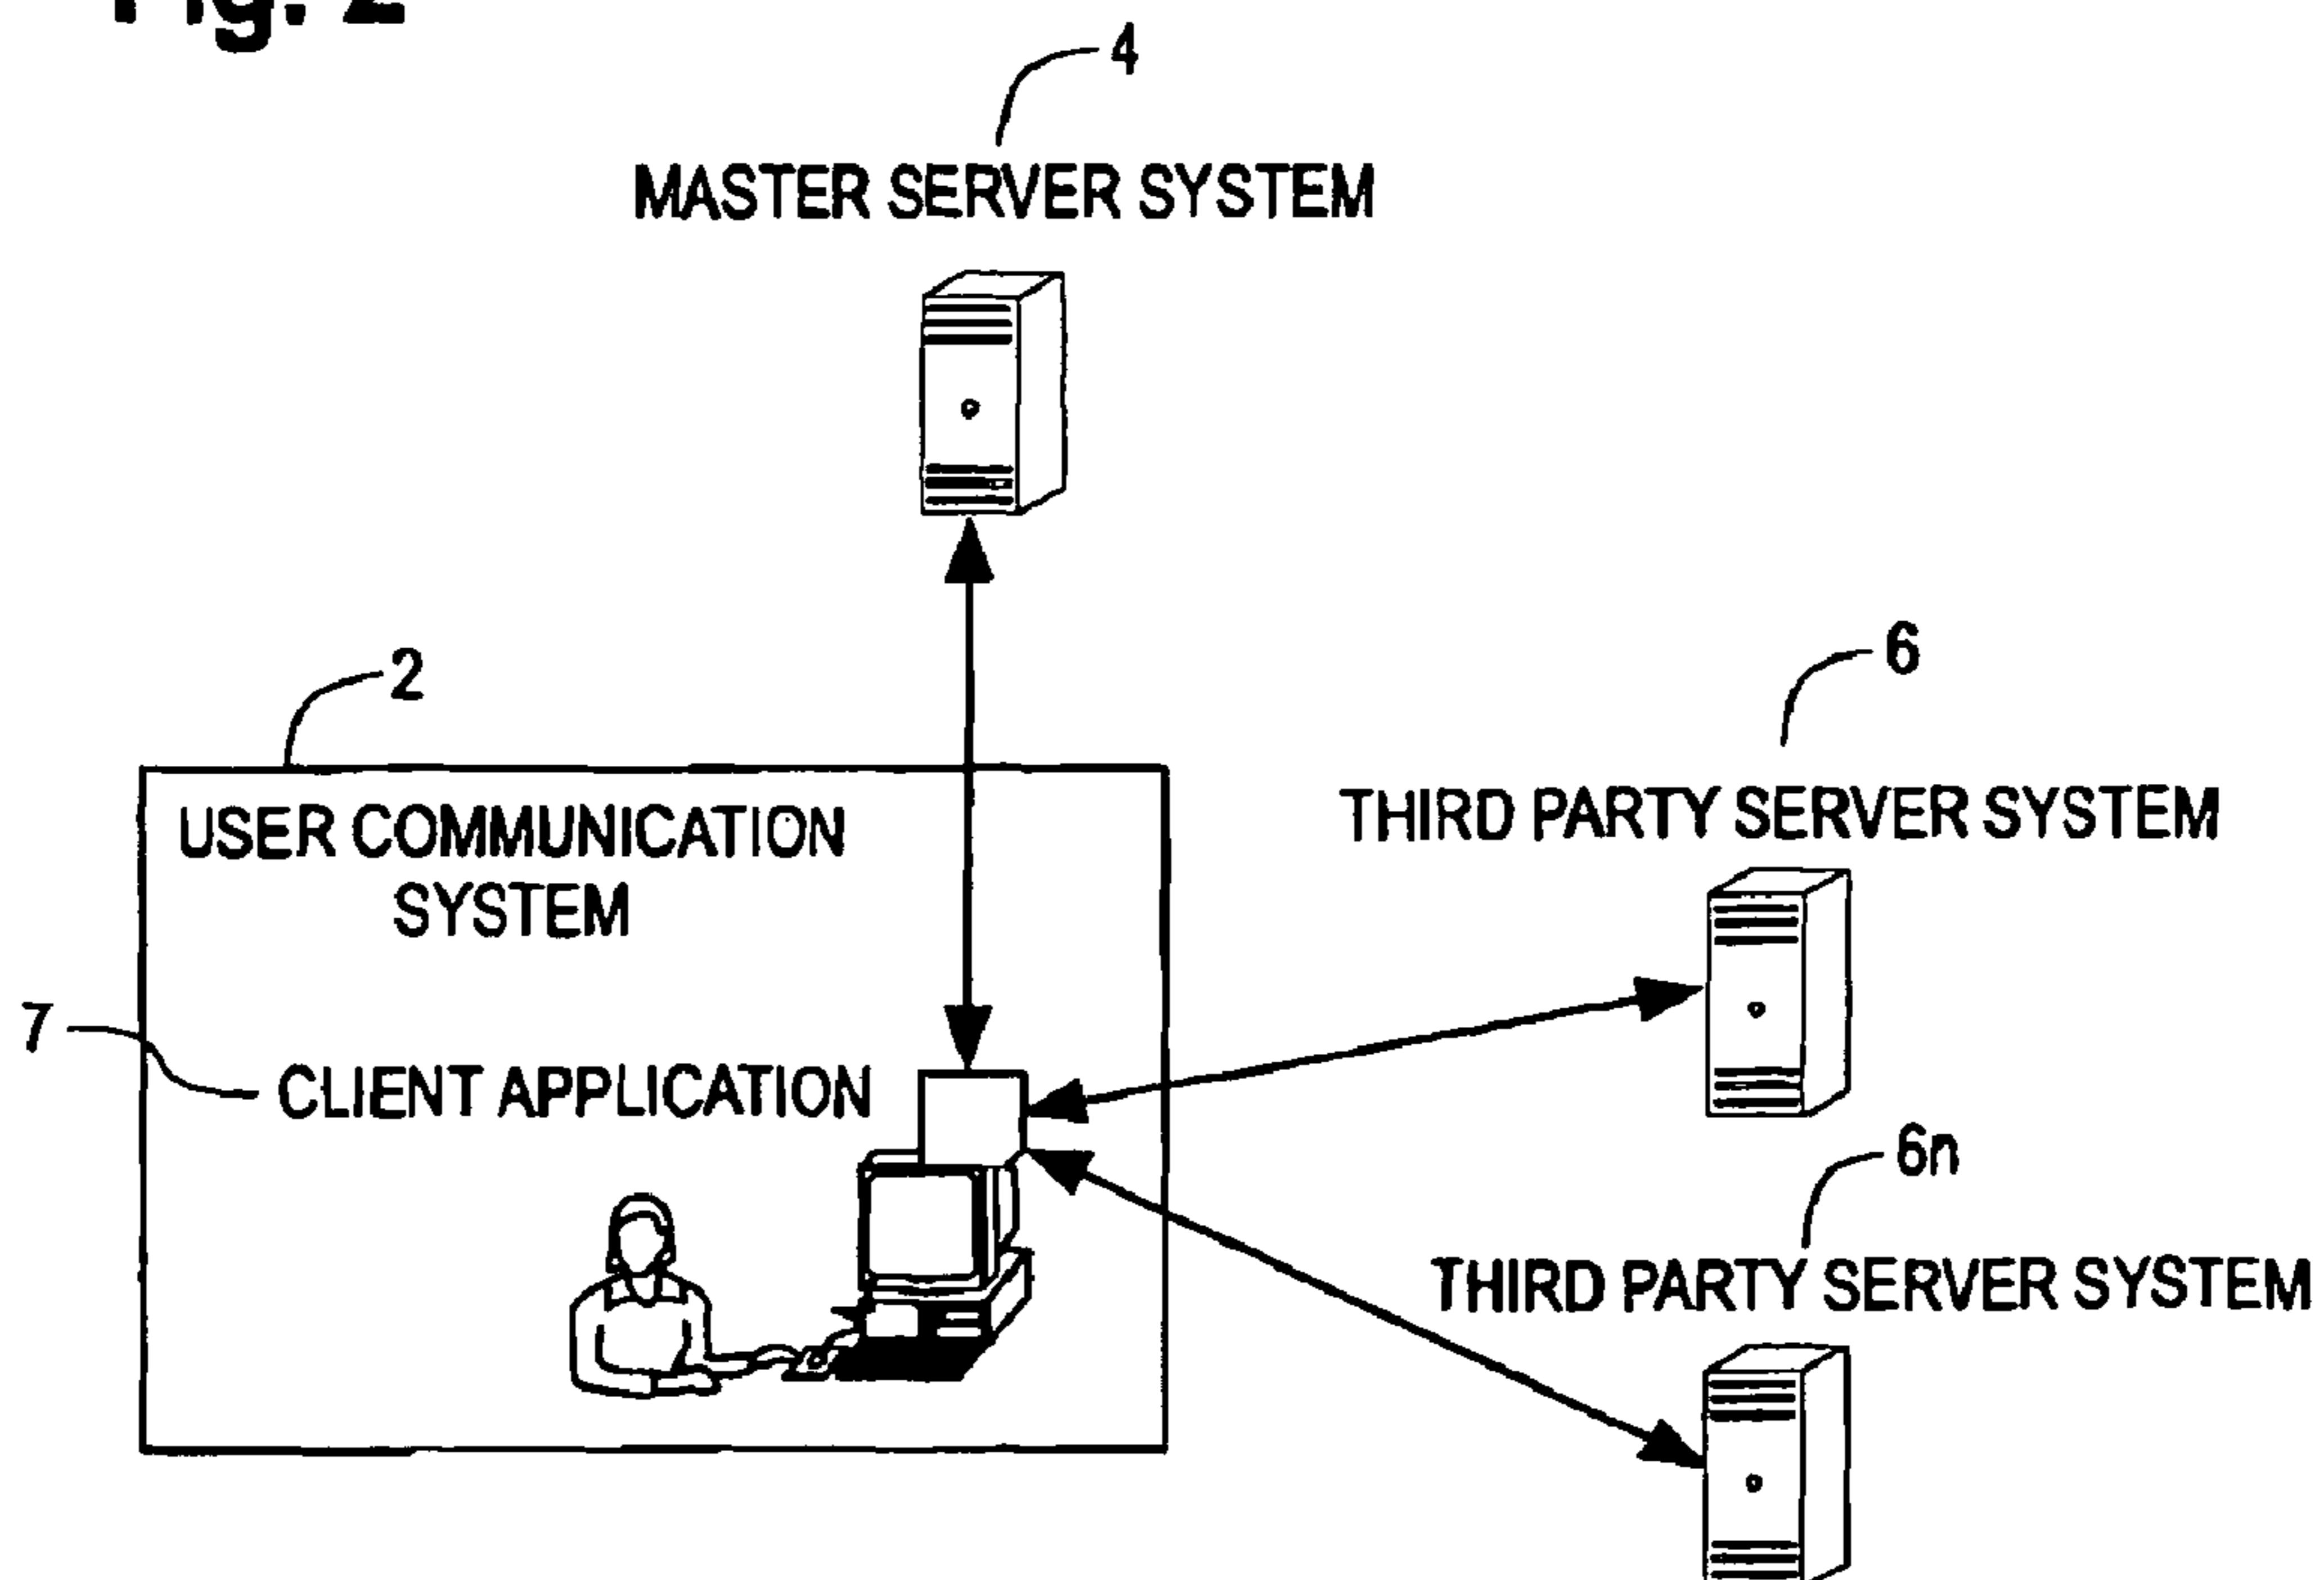 Fig. 2
4
MASTER SERVER SYSTEM
2
6
USER COMMUNICATION
SYSTEM
THIRD PARTY SERVER SYSTEM
7
CLIENT APPLICATION
6n
THIRD PARTY SERVER SYSTEM